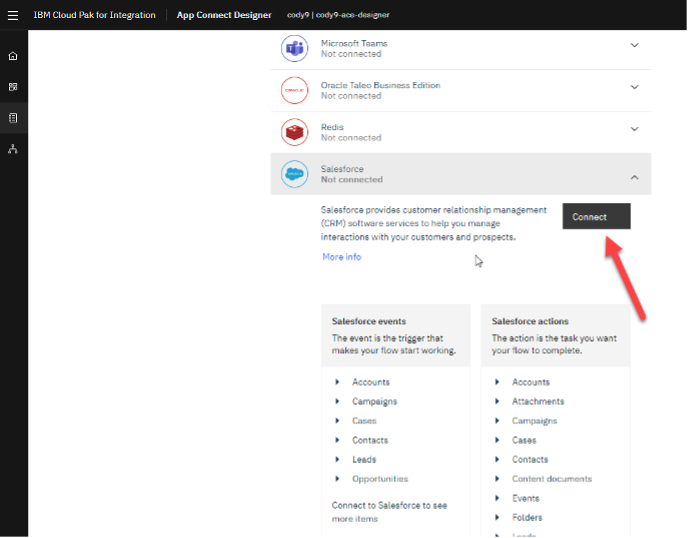 IBM Cloud Pak for Integration App Connect Designer cody9 | cody9-ace-designer
Microsoft Teams
Not connected
Oracle Taleo Business Edition
Not connected
Redis
Not connected
Salesforce
Not connected
Salesforce provides customer relationship management
(CRM) software services to help you manage
interactions with your customers and prospects.
Connect
More info
Salesforce events
The event is the trigger that
makes your flow start working.
Accounts
Campaigns
Cases
Contacts
Leads
Opportunities
Connect to Salesforce to see
more items
Salesforce actions
The action is the task you want
your flow to complete.
Accounts
Attachments
Campaigns
Cases
Contacts
Content documents
Events
Folders
Leads